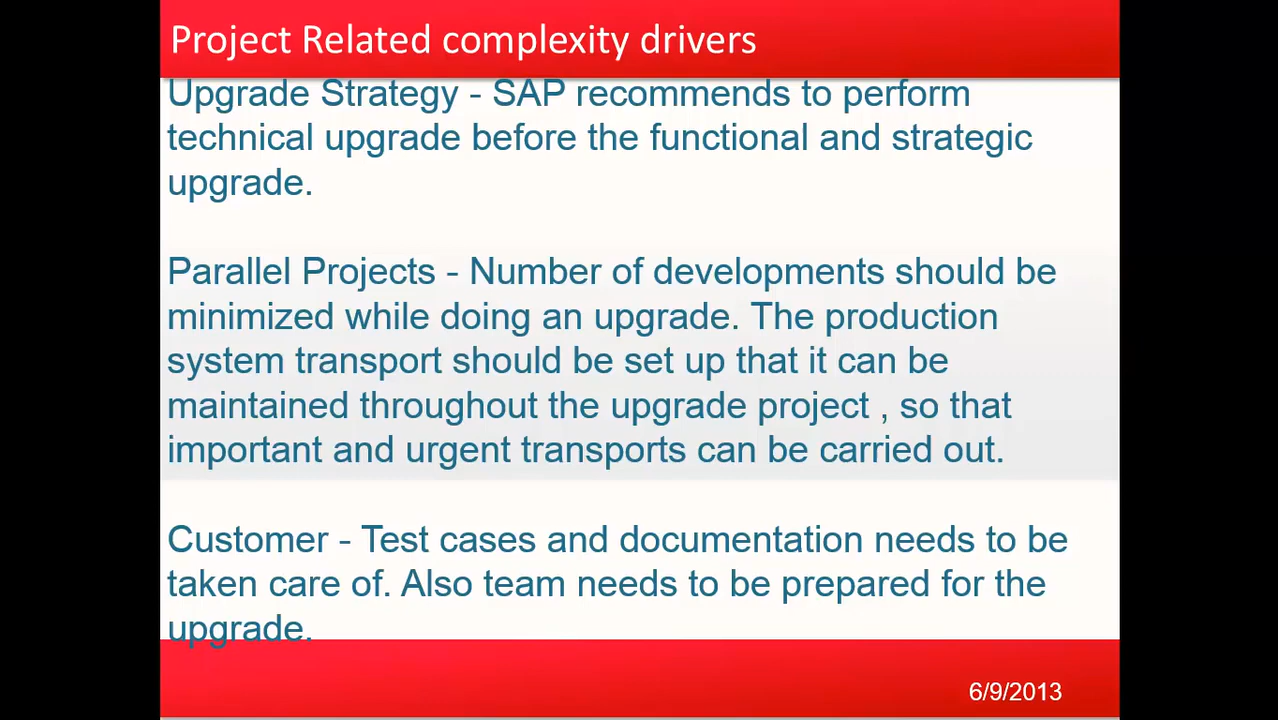 Project Related complexity drivers
Upgrade Strategy - SAP recommends to perform
technical upgrade before the functional and strategic
upgrade.
Parallel Projects - Number of developments should be
minimized while doing an upgrade. The production
system transport should be set up that it can be
maintained throughout the upgrade project , so that
important and urgent transports can be carried out.
Customer - Test cases and documentation needs to be
taken care of. Also team needs to be prepared for the
upgrade.
6/9/2013